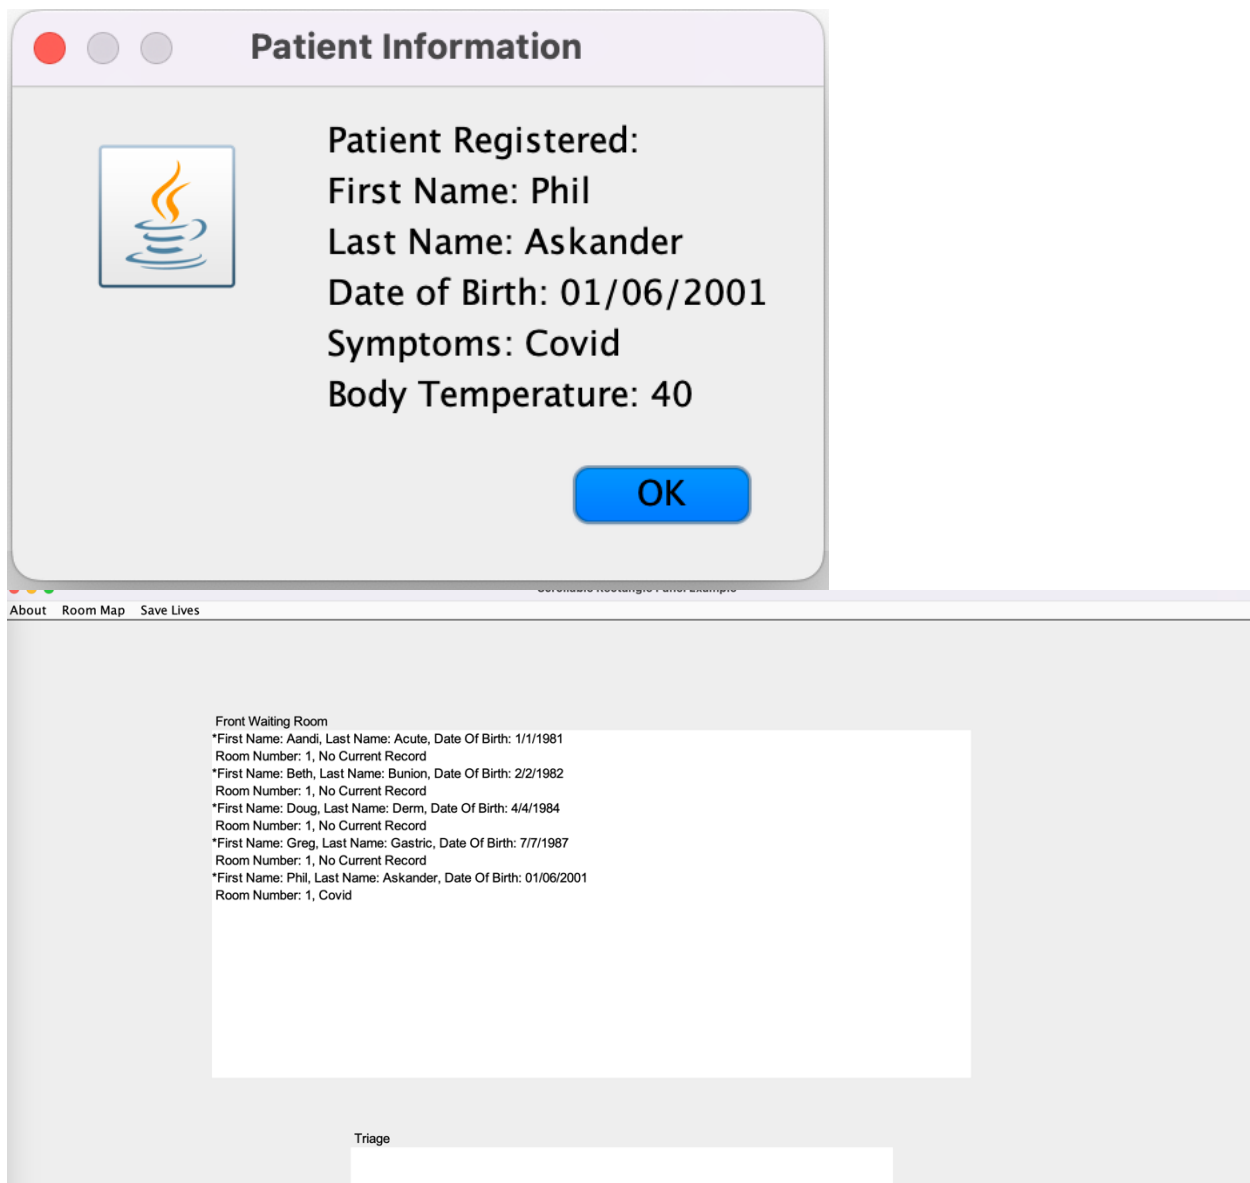 Patient Information
Patient Registered:
First Name: Phil
Last Name: Askander
Date of Birth: 01/06/2001
Symptoms: Covid
Body Temperature: 40
OK
Scrollable Rectangle Panel Example
About Room Map Save Lives
Front Waiting Room
*First Name: Aandi, Last Name: Acute, Date Of Birth: 1/1/1981
Room Number: 1, No Current Record
*First Name: Beth, Last Name: Bunion, Date Of Birth: 2/2/1982
Room Number: 1, No Current Record
*First Name: Doug, Last Name: Derm, Date Of Birth: 4/4/1984
Room Number: 1, No Current Record
*First Name: Greg, Last Name: Gastric, Date Of Birth: 7/7/1987
Room Number: 1, No Current Record
*First Name: Phil, Last Name: Askander, Date Of Birth: 01/06/2001
Room Number: 1, Covid
Triage